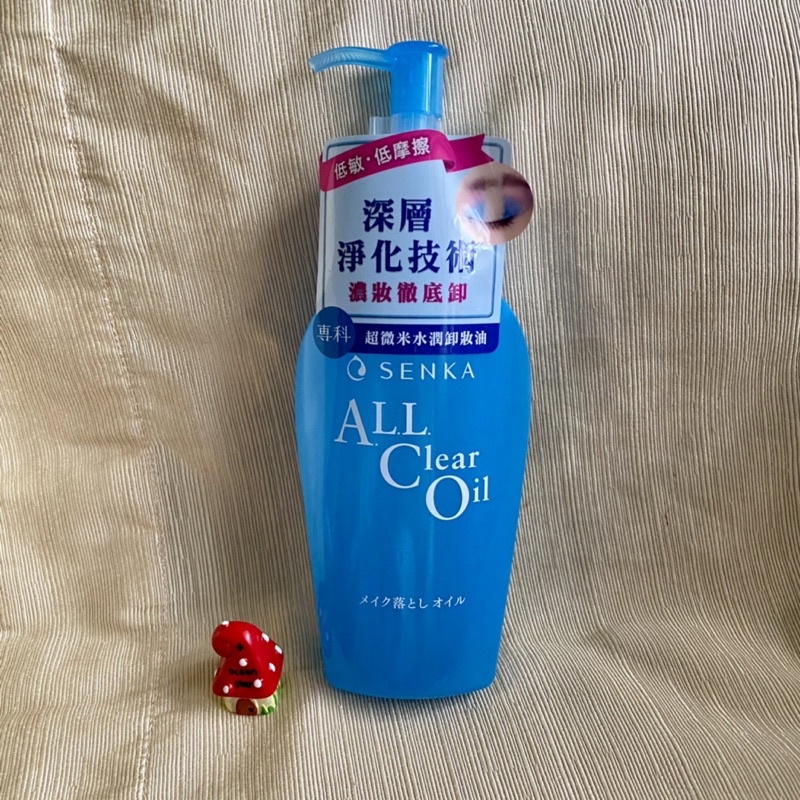 低敏·低摩擦
深層
淨化技術
濃妝徹底卸
専科
超微米水潤卸妝油
SENKA
A.L.L.
Clear
Oil
メイク落とし オイル